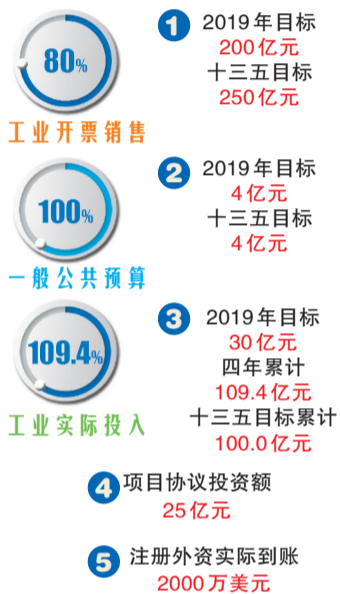 80%
工业开票销售
1
2019年目标
200亿元
十三五目标
250亿元
100%
一般公共预算
2
2019年目标
4亿元
十三五目标
4亿元
109.4%
工业实际投入
3
2019年目标
30亿元
四年累计
109.4亿元
十三五目标累计
100.0亿元
4 项目协议投资额
25亿元
5 注册外资实际到账
2000万美元